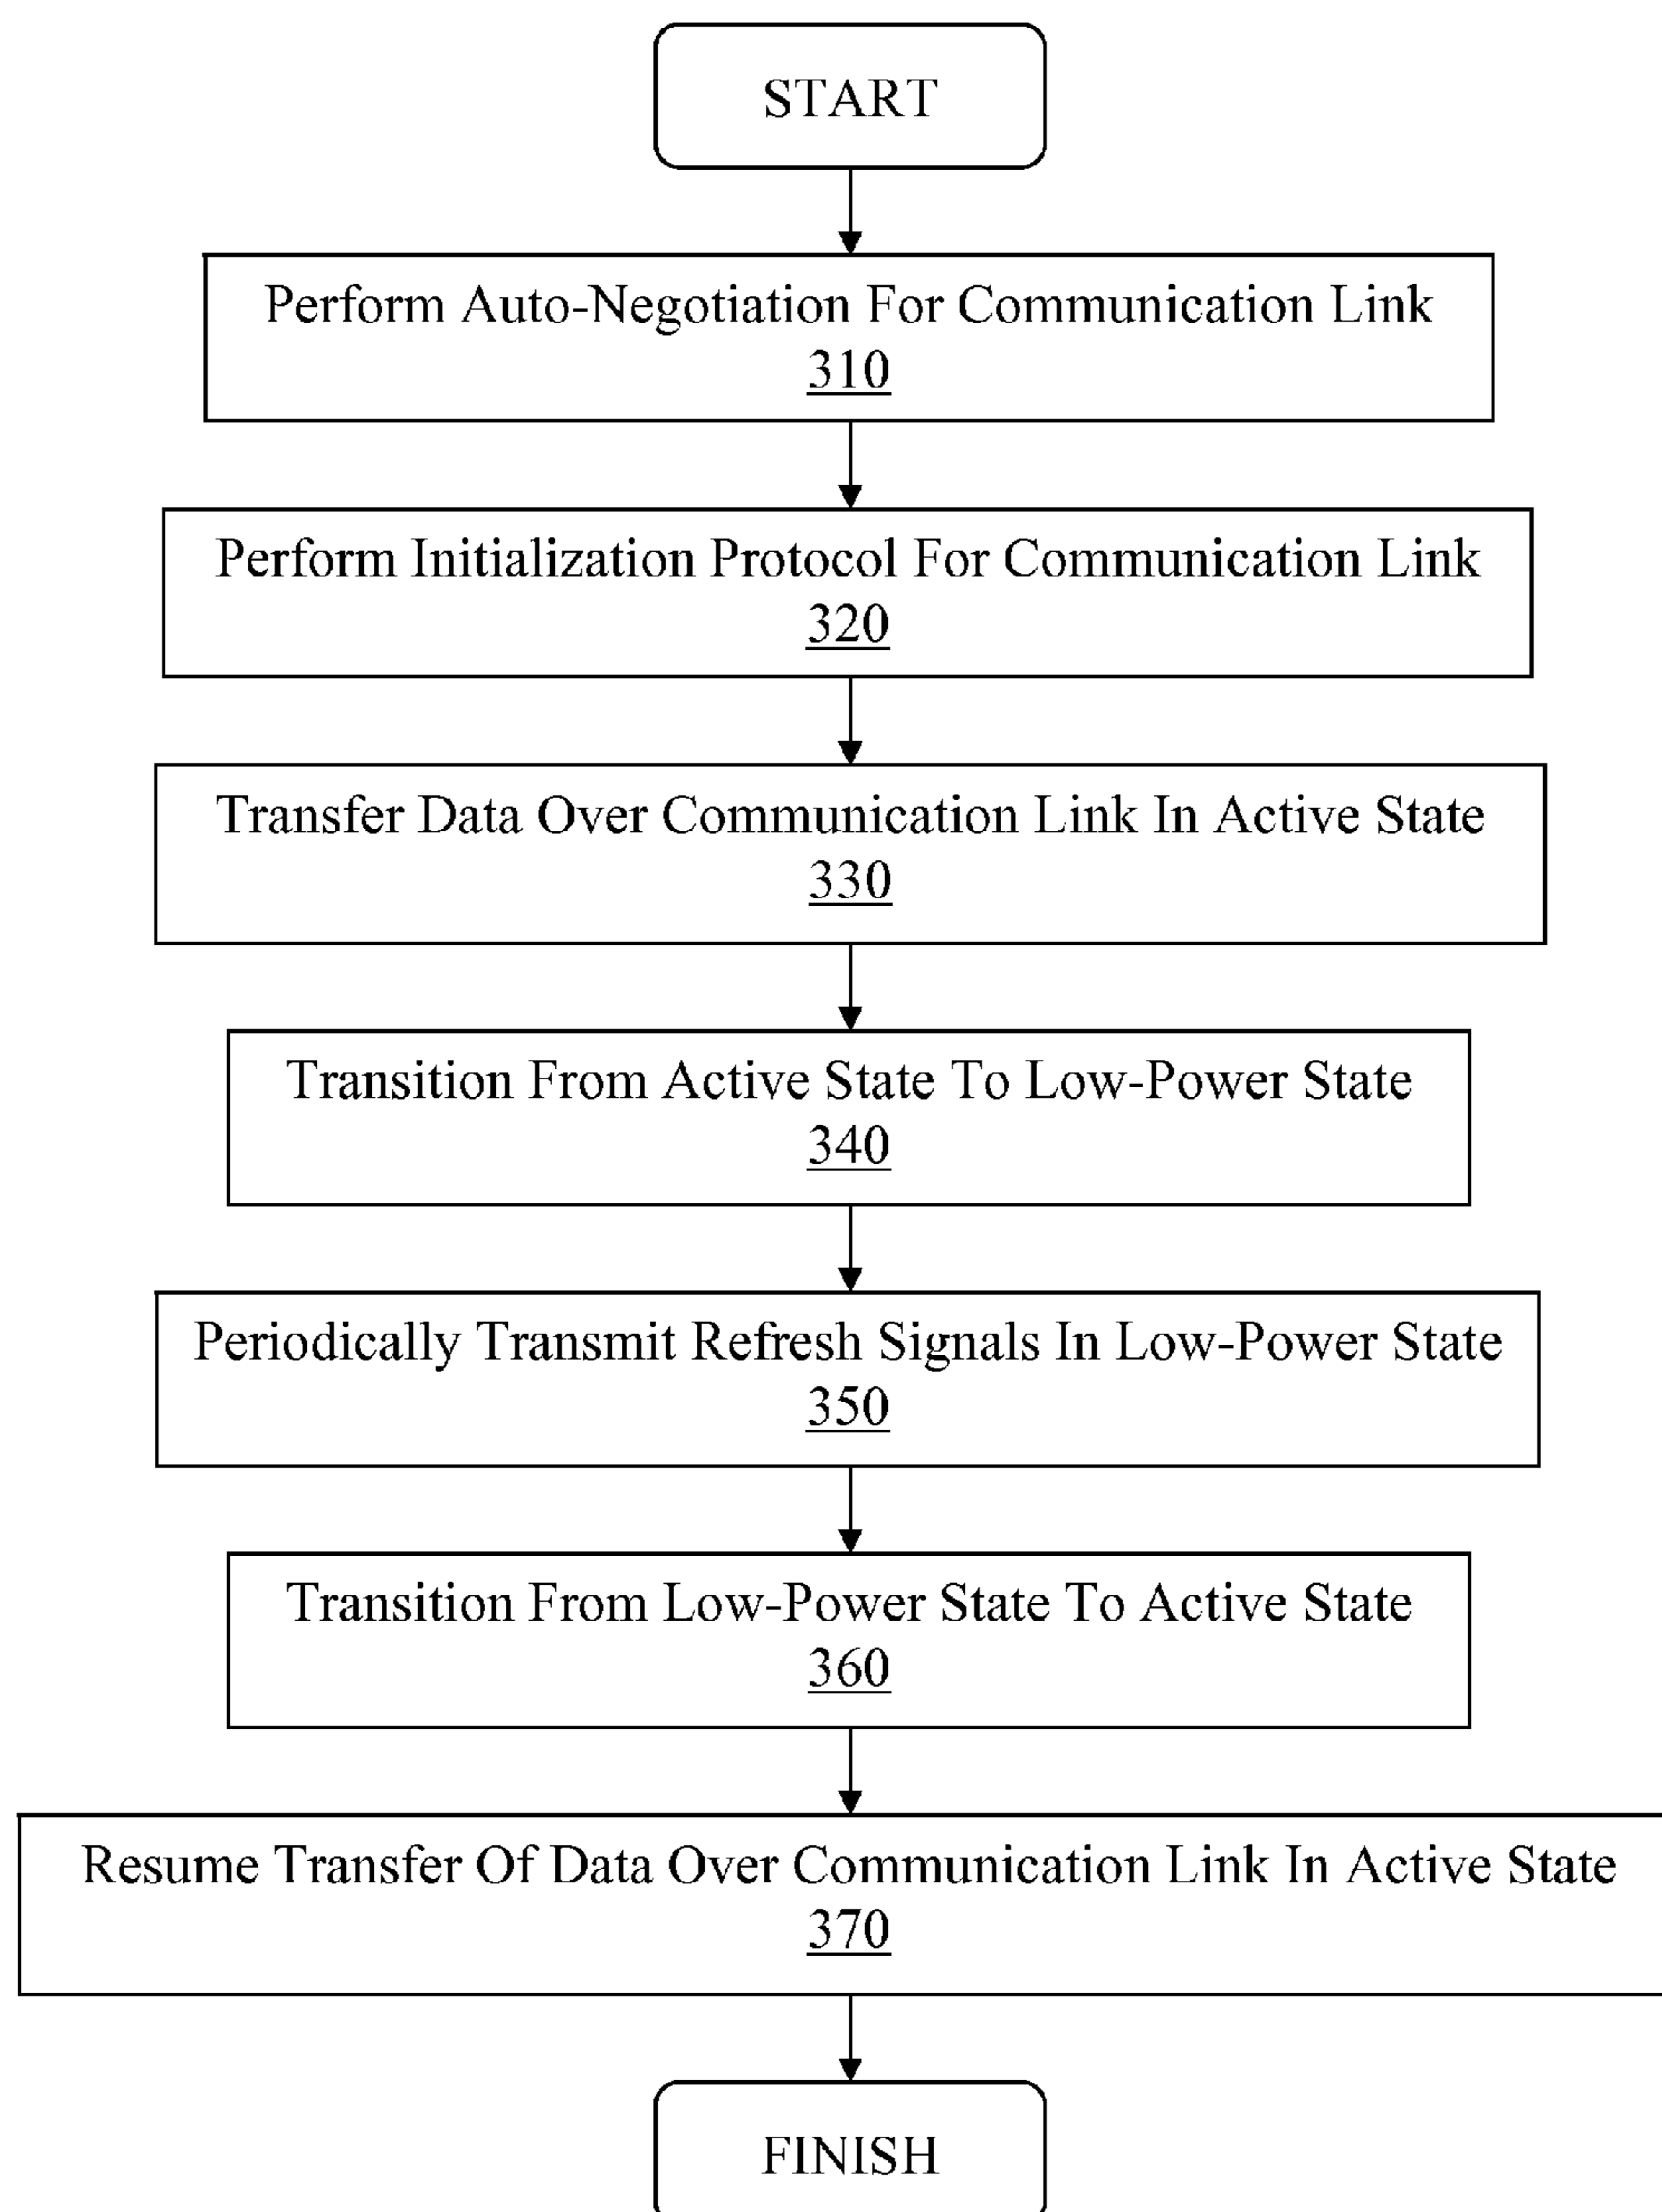 START
Perform Auto-Negotiation For Communication Link
310
Perform Initialization Protocol For Communication Link
320
Transfer Data Over Communication Link In Active State
330
Transition From Active State To Low-Power State
340
Periodically Transmit Refresh Signals In Low-Power State
350
Transition From Low-Power State To Active State
360
Resume Transfer Of Data Over Communication Link In Active State
370
FINISH